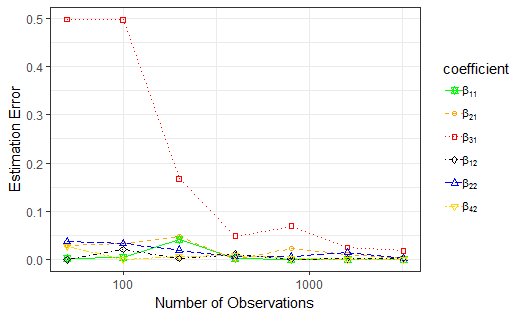 0.5
0.4
0.3
0.2
0.1
0.0
Estimation Error
100
1000
Number of Observations
coefficient
β₁₁
β₂₁
β₃₁
β₁₂
β₂₂
β₄₂